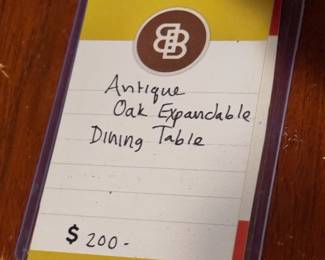 Antique
Oak Expandable
Dining Table
$ 200-